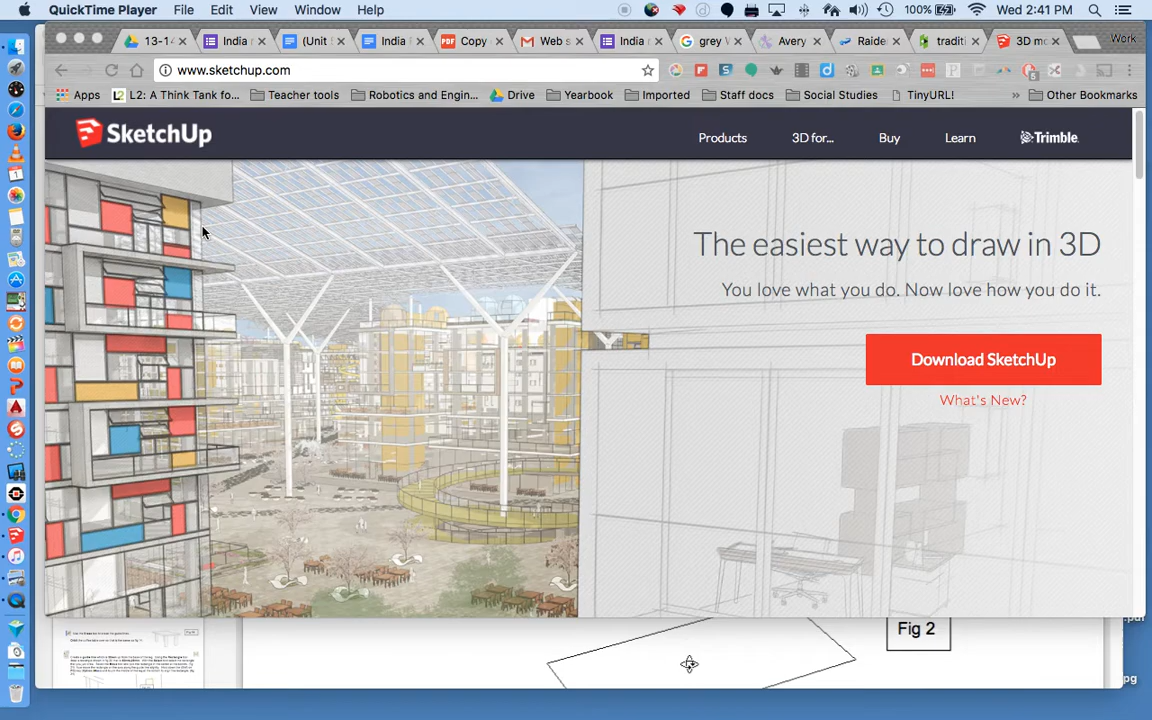 QuickTime Player File Edit View Window Help 100% Wed 2:41 PM
13-1 India Unit India Copy Web s India grey V Avery Raide traditi 3D mo Work
www.sketchup.com
Apps L2: A Think Tank fo... Teacher tools Robotics and Engin... Drive Yearbook Imported Staff docs Social Studies TinyURL! » Other Bookmarks
SketchUp Products 3D for... Buy Learn Trimble
The easiest way to draw in 3D
You love what you do. Now love how you do it.
Download SketchUp
What's New?
Fig 2